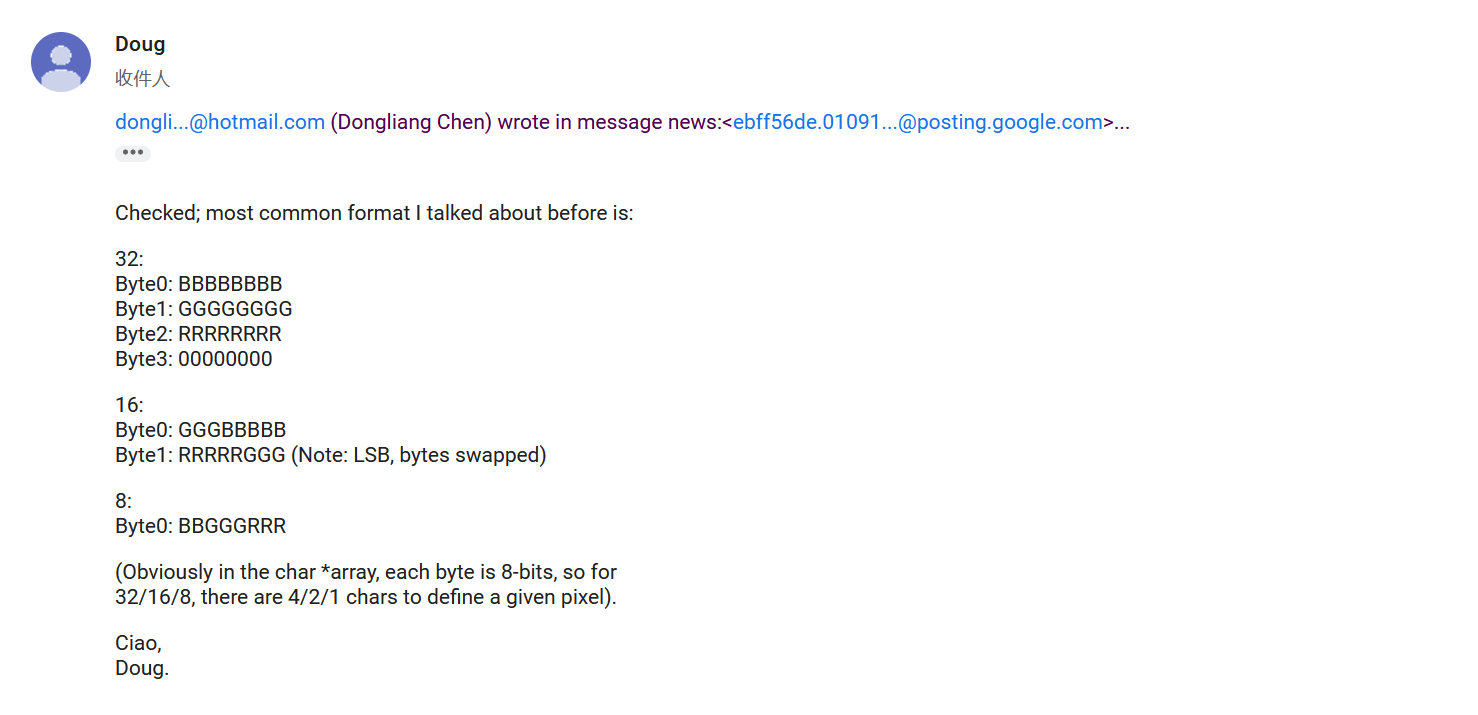 Doug
收件人
dongli...@hotmail.com (Dongliang Chen) wrote in message news:<ebff56de.01091...@posting.google.com>...
•••
Checked; most common format I talked about before is:
32:
Byte0: BBBBBBBB
Byte1: GGGGGGGG
Byte2: RRRRRRRR
Byte3: 00000000
16:
Byte0: GGGBBBBB
Byte1: RRRRRGGG (Note: LSB, bytes swapped)
8:
Byte0: BBGGGRRR
(Obviously in the char *array, each byte is 8-bits, so for
32/16/8, there are 4/2/1 chars to define a given pixel).
Ciao,
Doug.